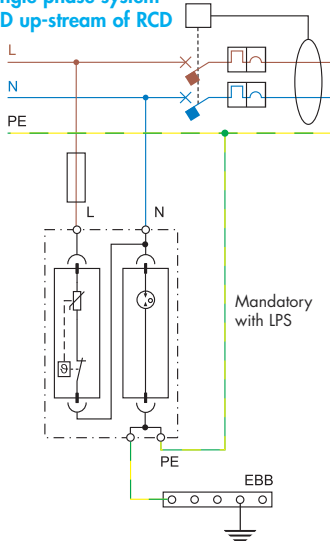 ngle phase system
D up-stream of RCD
L
N
PE
L
N
ϑ
Mandatory
with LPS
PE
EBB